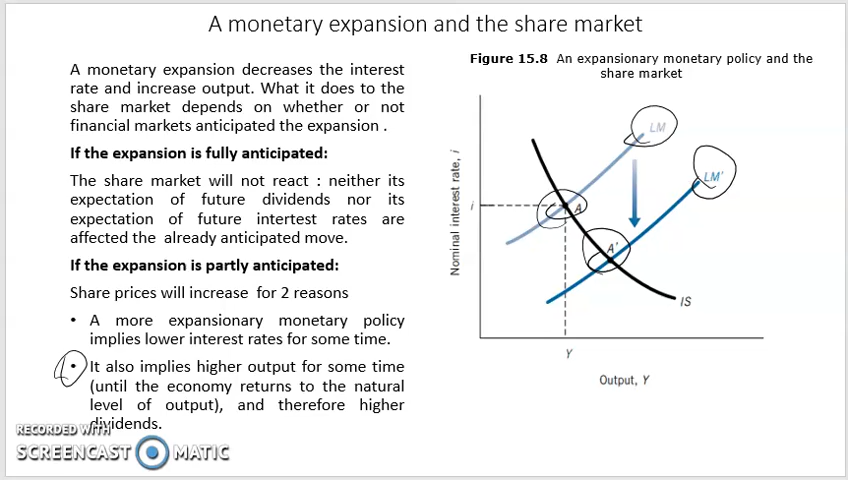 A monetary expansion and the share market
A monetary expansion decreases the interest
rate and increase output. What it does to the
share market depends on whether or not
financial markets anticipated the expansion .
If the expansion is fully anticipated:
The share market will not react : neither its
expectation of future dividends nor its
expectation of future intertest rates are
affected the already anticipated move.
If the expansion is partly anticipated:
Share prices will increase for 2 reasons
• A more expansionary monetary policy
implies lower interest rates for some time.
• It also implies higher output for some time
(until the economy returns to the natural
level of output), and therefore higher
dividends.
Figure 15.8 An expansionary monetary policy and the
share market
Nominal interest rate, i
LM
LM'
i
A
A'
IS
Y
Output, Y
RECORDED WITH
SCREENCAST MATIC